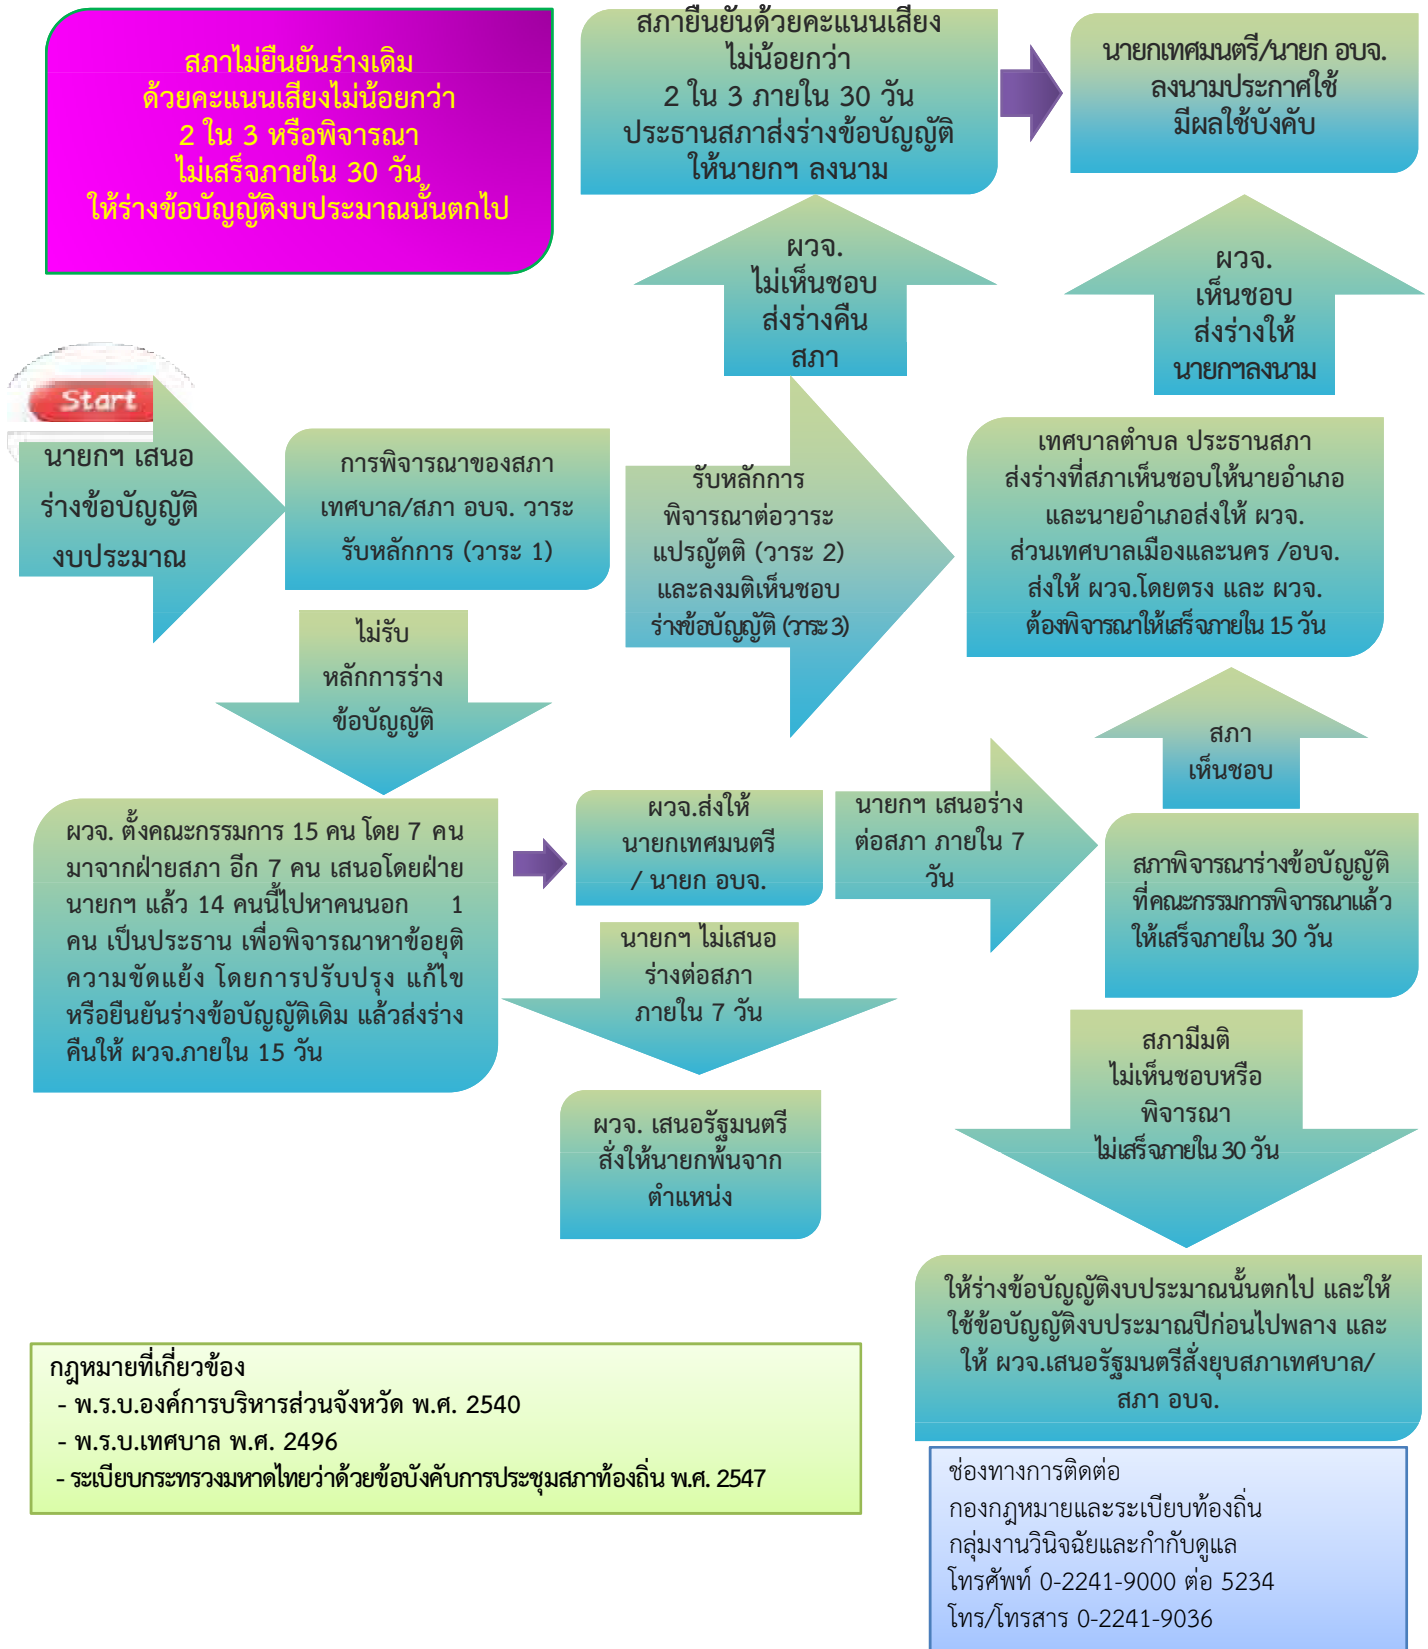 สภาไม่ยืนยันร่างเดิม
ด้วยคะแนนเสียงไม่น้อยกว่า
2 ใน 3 หรือพิจารณา
ไม่เสร็จภายใน 30 วัน
ให้ร่างข้อบัญญัติงบประมาณนั้นตกไป
สภายืนยันด้วยคะแนนเสียง
ไม่น้อยกว่า
2 ใน 3 ภายใน 30 วัน
ประธานสภาส่งร่างข้อบัญญัติ
ให้นายกฯ ลงนาม
นายกเทศมนตรี/นายก อบจ.
ลงนามประกาศใช้
มีผลใช้บังคับ
ผวจ.
ไม่เห็นชอบ
ส่งร่างคืน
สภา
ผวจ.
เห็นชอบ
ส่งร่างให้
นายกฯลงนาม
Start
นายกฯ เสนอ
ร่างข้อบัญญัติ
งบประมาณ
การพิจารณาของสภา
เทศบาล/สภา อบจ. วาระ
รับหลักการ (วาระ 1)
รับหลักการ
พิจารณาต่อวาระ
แปรญัตติ (วาระ 2)
และลงมติเห็นชอบ
ร่างข้อบัญญัติ (วาระ 3)
เทศบาลตำบล ประธานสภา
ส่งร่างที่สภาเห็นชอบให้นายอำเภอ
และนายอำเภอส่งให้ ผวจ.
ส่วนเทศบาลเมืองและนคร /อบจ.
ส่งให้ ผวจ.โดยตรง และ ผวจ.
ต้องพิจารณาให้เสร็จภายใน 15 วัน
ไม่รับ
หลักการร่าง
ข้อบัญญัติ
สภา
เห็นชอบ
ผวจ. ตั้งคณะกรรมการ 15 คน โดย 7 คน
มาจากฝ่ายสภา อีก 7 คน เสนอโดยฝ่าย
นายกฯ แล้ว 14 คนนี้ไปหาคนนอก 1
คน เป็นประธาน เพื่อพิจารณาหาข้อยุติ
ความขัดแย้ง โดยการปรับปรุง แก้ไข
หรือยืนยันร่างข้อบัญญัติเดิม แล้วส่งร่าง
คืนให้ ผวจ.ภายใน 15 วัน
ผวจ.ส่งให้
นายกเทศมนตรี
/ นายก อบจ.
นายกฯ เสนอร่าง
ต่อสภา ภายใน 7
วัน
สภาพิจารณาร่างข้อบัญญัติ
ที่คณะกรรมการพิจารณาแล้ว
ให้เสร็จภายใน 30 วัน
นายกฯ ไม่เสนอ
ร่างต่อสภา
ภายใน 7 วัน
สภามีมติ
ไม่เห็นชอบหรือ
พิจารณา
ไม่เสร็จภายใน 30 วัน
ผวจ. เสนอรัฐมนตรี
สั่งให้นายกพ้นจาก
ตำแหน่ง
ให้ร่างข้อบัญญัติงบประมาณนั้นตกไป และให้
ใช้ข้อบัญญัติงบประมาณปีก่อนไปพลาง และ
ให้ ผวจ.เสนอรัฐมนตรีสั่งยุบสภาเทศบาล/
สภา อบจ.
กฎหมายที่เกี่ยวข้อง
- พ.ร.บ.องค์การบริหารส่วนจังหวัด พ.ศ. 2540
- พ.ร.บ.เทศบาล พ.ศ. 2496
- ระเบียบกระทรวงมหาดไทยว่าด้วยข้อบังคับการประชุมสภาท้องถิ่น พ.ศ. 2547
ช่องทางการติดต่อ
กองกฎหมายและระเบียบท้องถิ่น
กลุ่มงานวินิจฉัยและกำกับดูแล
โทรศัพท์ 0-2241-9000 ต่อ 5234
โทร/โทรสาร 0-2241-9036